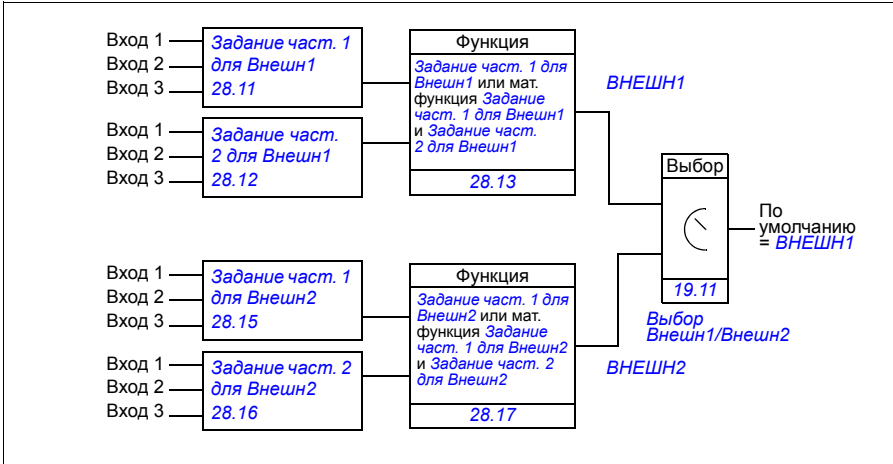 Вход 1
Вход 2
Вход 3
Задание част. 1
для Внешн1
28.11
Вход 1
Вход 2
Вход 3
Задание част.
2 для Внешн1
28.12
Функция
Задание част. 1 для
Внешн1 или мат.
функция Задание
част. 1 для Внешн1
и Задание част.
2 для Внешн1
28.13
ВНЕШН1
Выбор
19.11
Выбор
Внешн1/Внешн2
По
умолчанию
= ВНЕШН1
Вход 1
Вход 2
Вход 3
Задание част. 1
для Внешн2
28.15
Вход 1
Вход 2
Вход 3
Задание част. 2
для Внешн2
28.16
Функция
Задание част. 1 для
Внешн2 или мат.
функция Задание
част. 1 для Внешн2
и Задание част. 2
для Внешн2
28.17
ВНЕШН2